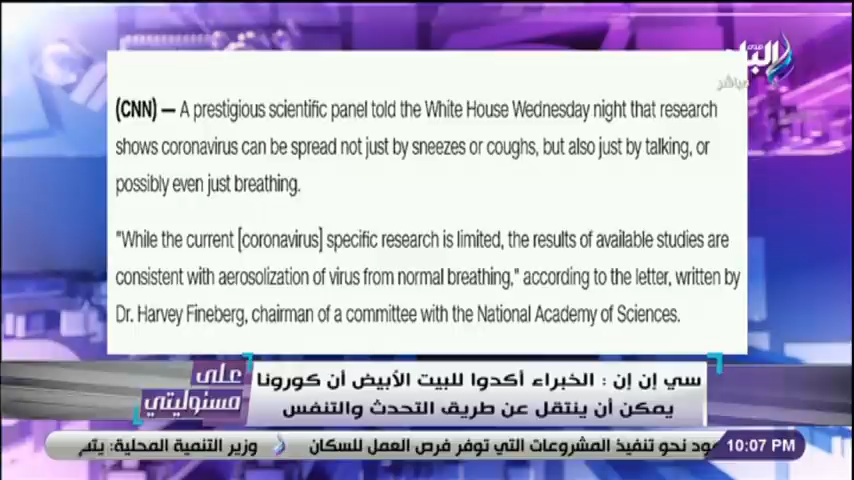 صدى
البلد
مباشر
(CNN) — A prestigious scientific panel told the White House Wednesday night that research
shows coronavirus can be spread not just by sneezes or coughs, but also just by talking, or
possibly even just breathing.
"While the current [coronavirus] specific research is limited, the results of available studies are
consistent with aerosolization of virus from normal breathing," according to the letter, written by
Dr. Harvey Fineberg, chairman of a committee with the National Academy of Sciences.
سي إن إن : الخبراء أكدوا للبيت الأبيض أن كورونا
يمكن أن ينتقل عن طريق التحدث والتنفس
على
مسئوليتي
10:07 PM
ود نحو تنفيذ المشروعات التي توفر فرص العمل للسكان
وزير التنمية المحلية: يتم